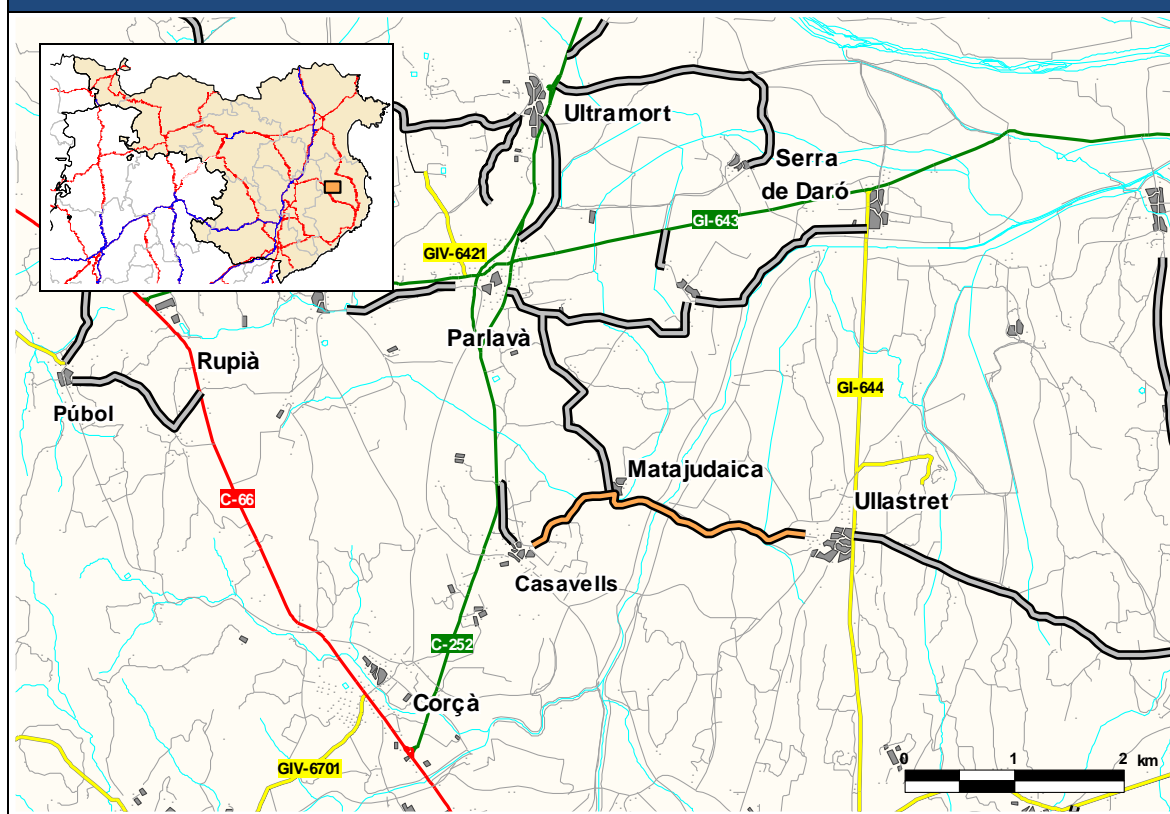 Ultramort
Serra
de Daró
GI-643
GIV-6421
Parlavà
Rupià
Púbol
GI-644
Matajudaica
C-66
Ullastret
Casavells
C-252
Corçà
GIV-6701
0 1 2 km